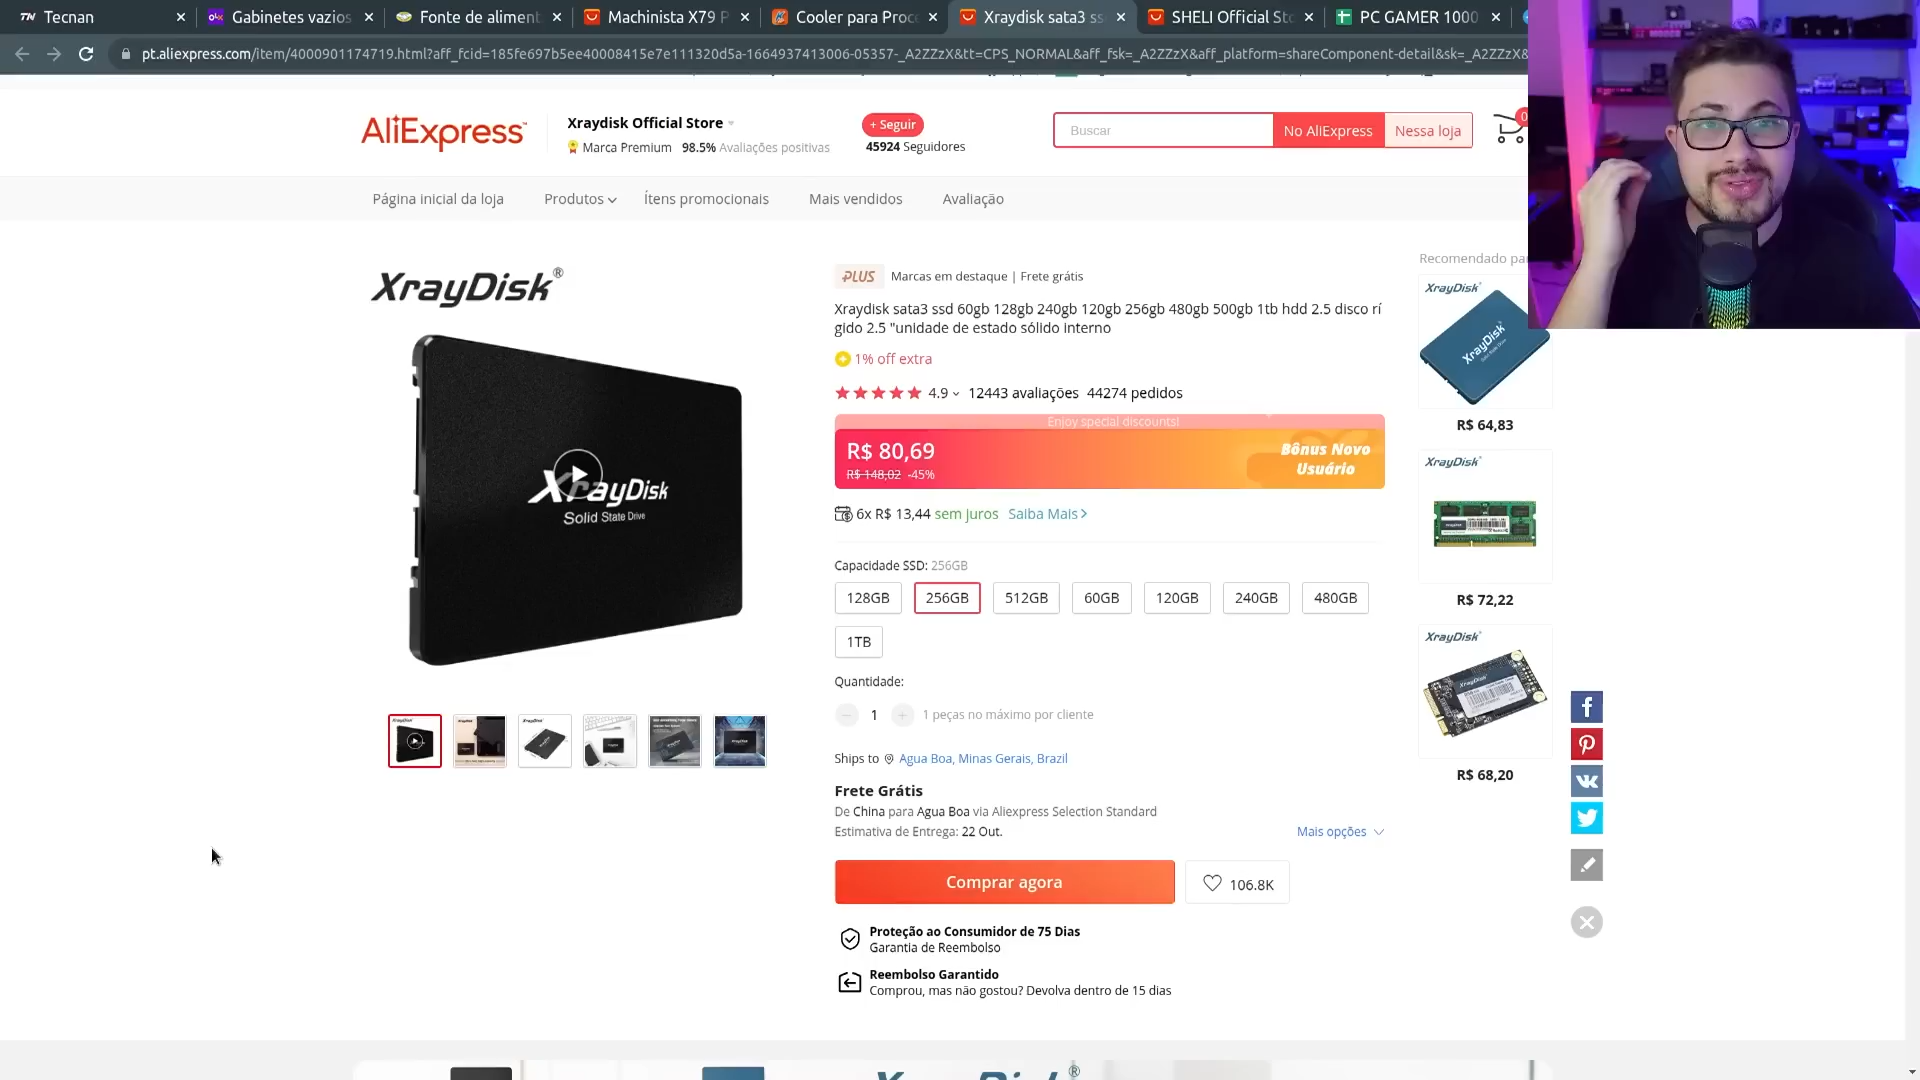 Tecnan
Gabinetes vazios
Fonte de aliment
Machinista X79 P
Cooler para Proce
Xraydisk sata3 ss
SHELI Official Sto
PC GAMER 1000
pt.aliexpress.com/item/4000901174719.html?aff_fcid=185fe697b5ee40008415e7e111320d5a-1664937413006-05337-_A2ZZzX&tt=CPS_NORMAL&aff_fsk=_A2ZZzX&aff_platform=shareComponent-detail&sk=_A2ZZzX&
AliExpress
Xraydisk Official Store
Marca Premium 98.5% Avaliações positivas
+ Seguir
45924 Seguidores
Buscar
No AliExpress
Nessa loja
0
Página inicial da loja
Produtos
Ítens promocionais
Mais vendidos
Avaliação
XrayDisk®
XrayDisk
Solid State Drive
PLUS Marcas em destaque | Frete grátis
Xraydisk sata3 ssd 60gb 128gb 240gb 120gb 256gb 480gb 500gb 1tb hdd 2.5 disco rí
gido 2.5 "unidade de estado sólido interno
1% off extra
4.9 12443 avaliações 44274 pedidos
Enjoy special discounts!
R$ 80,69
R$ 148,02 -45%
Bônus Novo
Usuário
6x R$ 13,44 sem juros Saiba Mais
Capacidade SSD: 256GB
128GB
256GB
512GB
60GB
120GB
240GB
480GB
1TB
Quantidade:
1
1 peças no máximo por cliente
Ships to Agua Boa, Minas Gerais, Brazil
Frete Grátis
De China para Agua Boa via Aliexpress Selection Standard
Estimativa de Entrega: 22 Out.
Mais opções
Comprar agora
106.8K
Proteção ao Consumidor de 75 Dias
Garantia de Reembolso
Reembolso Garantido
Comprou, mas não gostou? Devolva dentro de 15 dias
Recomendado pa
XrayDisk
XrayDisk
R$ 64,83
XrayDisk
R$ 72,22
XrayDisk
R$ 68,20